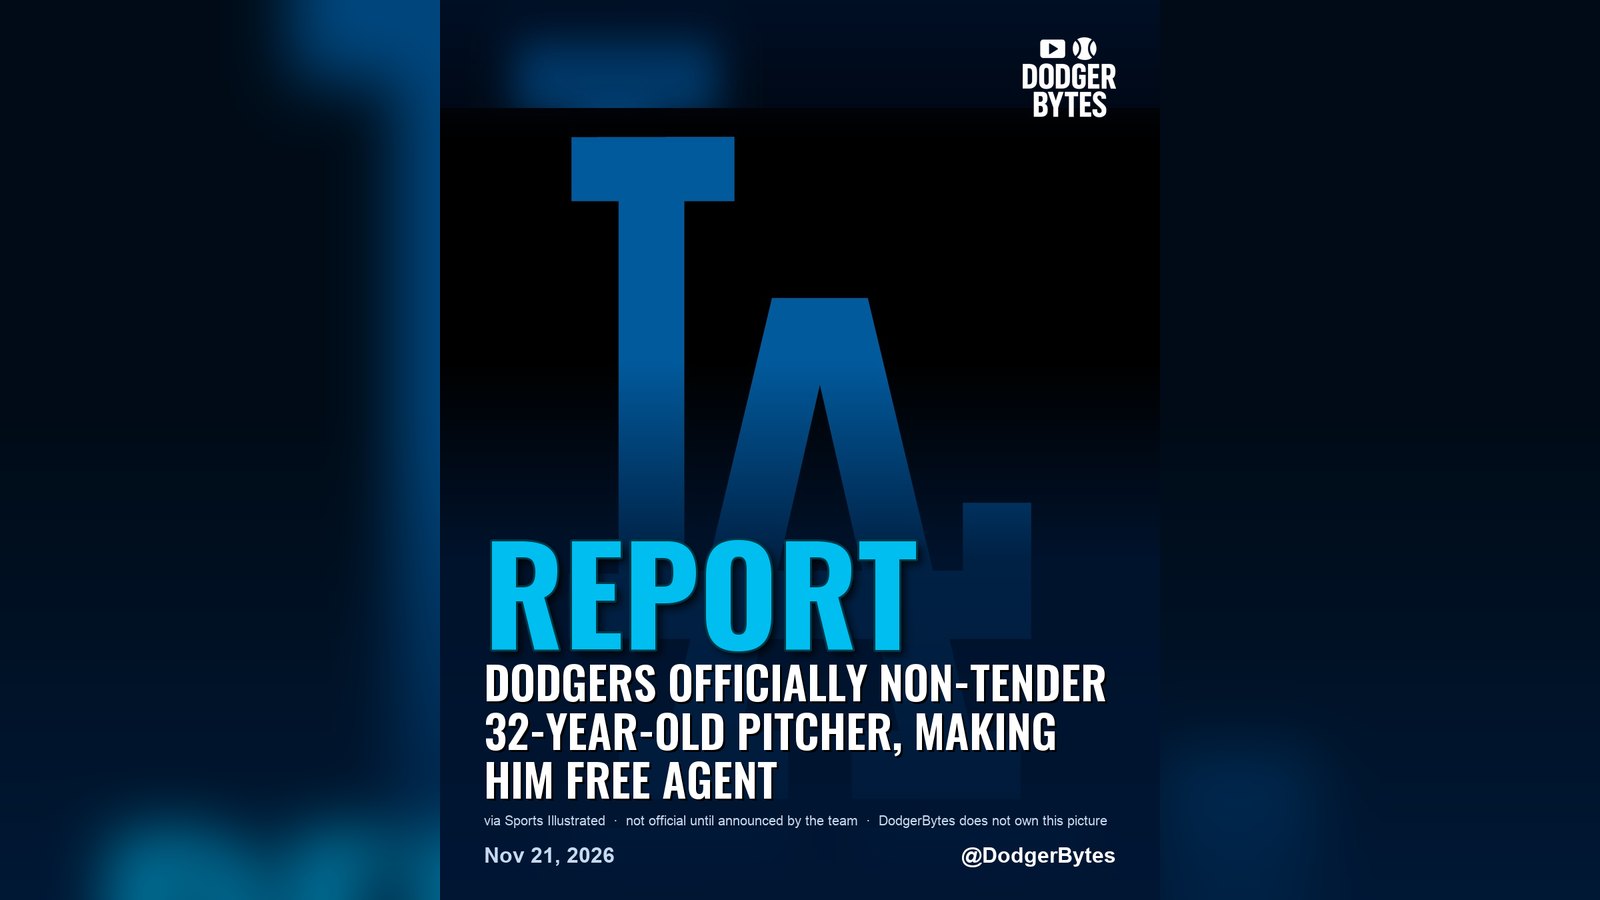 DODGER
BYTES
LA
REPORT
DODGERS OFFICIALLY NON-TENDER
32-YEAR-OLD PITCHER, MAKING
HIM FREE AGENT
via Sports Illustrated · not official until announced by the team · DodgerBytes does not own this picture
Nov 21, 2026
@DodgerBytes